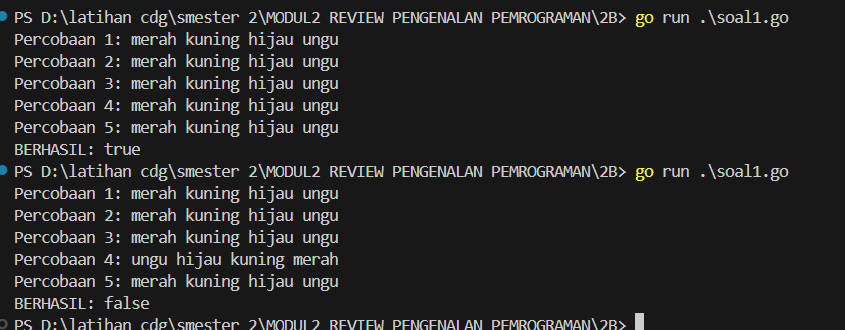 PS D:\latihan cdg\smester 2\MODUL2 REVIEW PENGENALAN PEMROGRAMAN\2B> go run .\soal1.go
Percobaan 1: merah kuning hijau ungu
Percobaan 2: merah kuning hijau ungu
Percobaan 3: merah kuning hijau ungu
Percobaan 4: merah kuning hijau ungu
Percobaan 5: merah kuning hijau ungu
BERHASIL: true
PS D:\latihan cdg\smester 2\MODUL2 REVIEW PENGENALAN PEMROGRAMAN\2B> go run .\soal1.go
Percobaan 1: merah kuning hijau ungu
Percobaan 2: merah kuning hijau ungu
Percobaan 3: merah kuning hijau ungu
Percobaan 4: ungu hijau kuning merah
Percobaan 5: merah kuning hijau ungu
BERHASIL: false
PS D:\latihan cdg\smester 2\MODUL2 REVIEW PENGENALAN PEMROGRAMAN\2B>